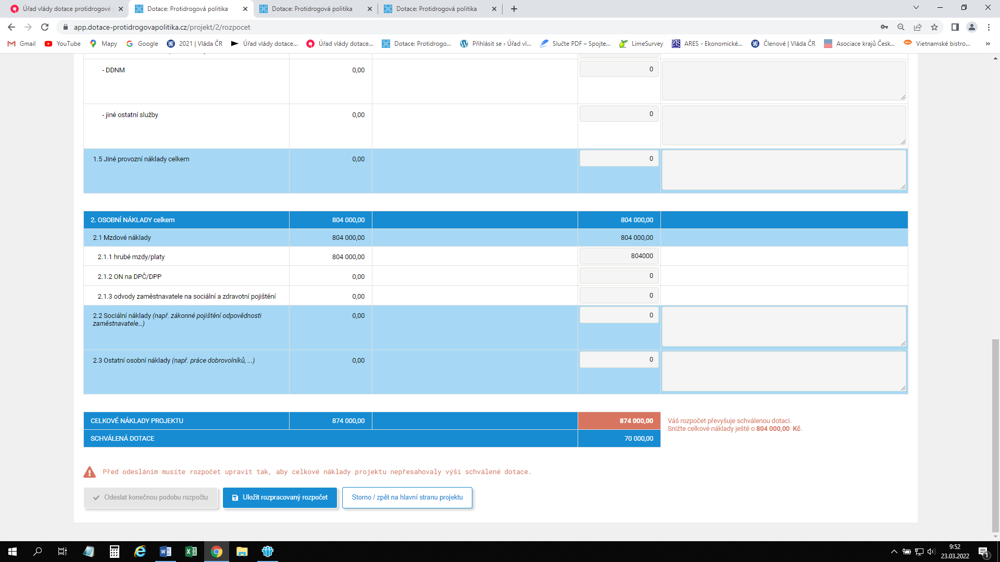 Úřad vlády dotace protidrogové
Dotace: Protidrogová politika
Dotace: Protidrogová politika
Dotace: Protidrogová politika
app.dotace-protidrogovapolitika.cz/projekt/2/rozpocet
Gmail
YouTube
Mapy
Google
2021 | Vláda ČR
Úřad vlády dotace...
Úřad vlády dotace...
Dotace: Protidrogo...
Přihlásit se ‹ Úřad vl...
Slučte PDF – Spojte...
LimeSurvey
ARES - Ekonomické...
Členové | Vláda ČR
Asociace krajů Česk...
Vietnamské bistro...
»
- DDNM 0,00 0
- jiné ostatní služby 0,00 0
1.5 Jiné provozní náklady celkem 0,00 0
2. OSOBNÍ NÁKLADY celkem 804 000,00 804 000,00
2.1 Mzdové náklady 804 000,00 804 000,00
2.1.1 hrubé mzdy/platy 804 000,00 804000
2.1.2 ON na DPČ/DPP 0,00 0
2.1.3 odvody zaměstnavatele na sociální a zdravotní pojištění 0,00 0
2.2 Sociální náklady (např. zákonné pojištění odpovědnosti 0,00 0
zaměstnavatele...)
2.3 Ostatní osobní náklady (např. práce dobrovolníků, ...) 0,00 0
CELKOVÉ NÁKLADY PROJEKTU 874 000,00 874 000,00 Váš rozpočet převyšuje schválenou dotaci.
Snižte celkové náklady ještě o 804 000,00 Kč.
SCHVÁLENÁ DOTACE 70 000,00
Před odesláním musíte rozpočet upravit tak, aby celkové náklady projektu nepřesahovaly výši schválené dotace.
Odeslat konečnou podobu rozpočtu
Uložit rozpracovaný rozpočet
Storno / zpět na hlavní stranu projektu
9:52
23.03.2022
1